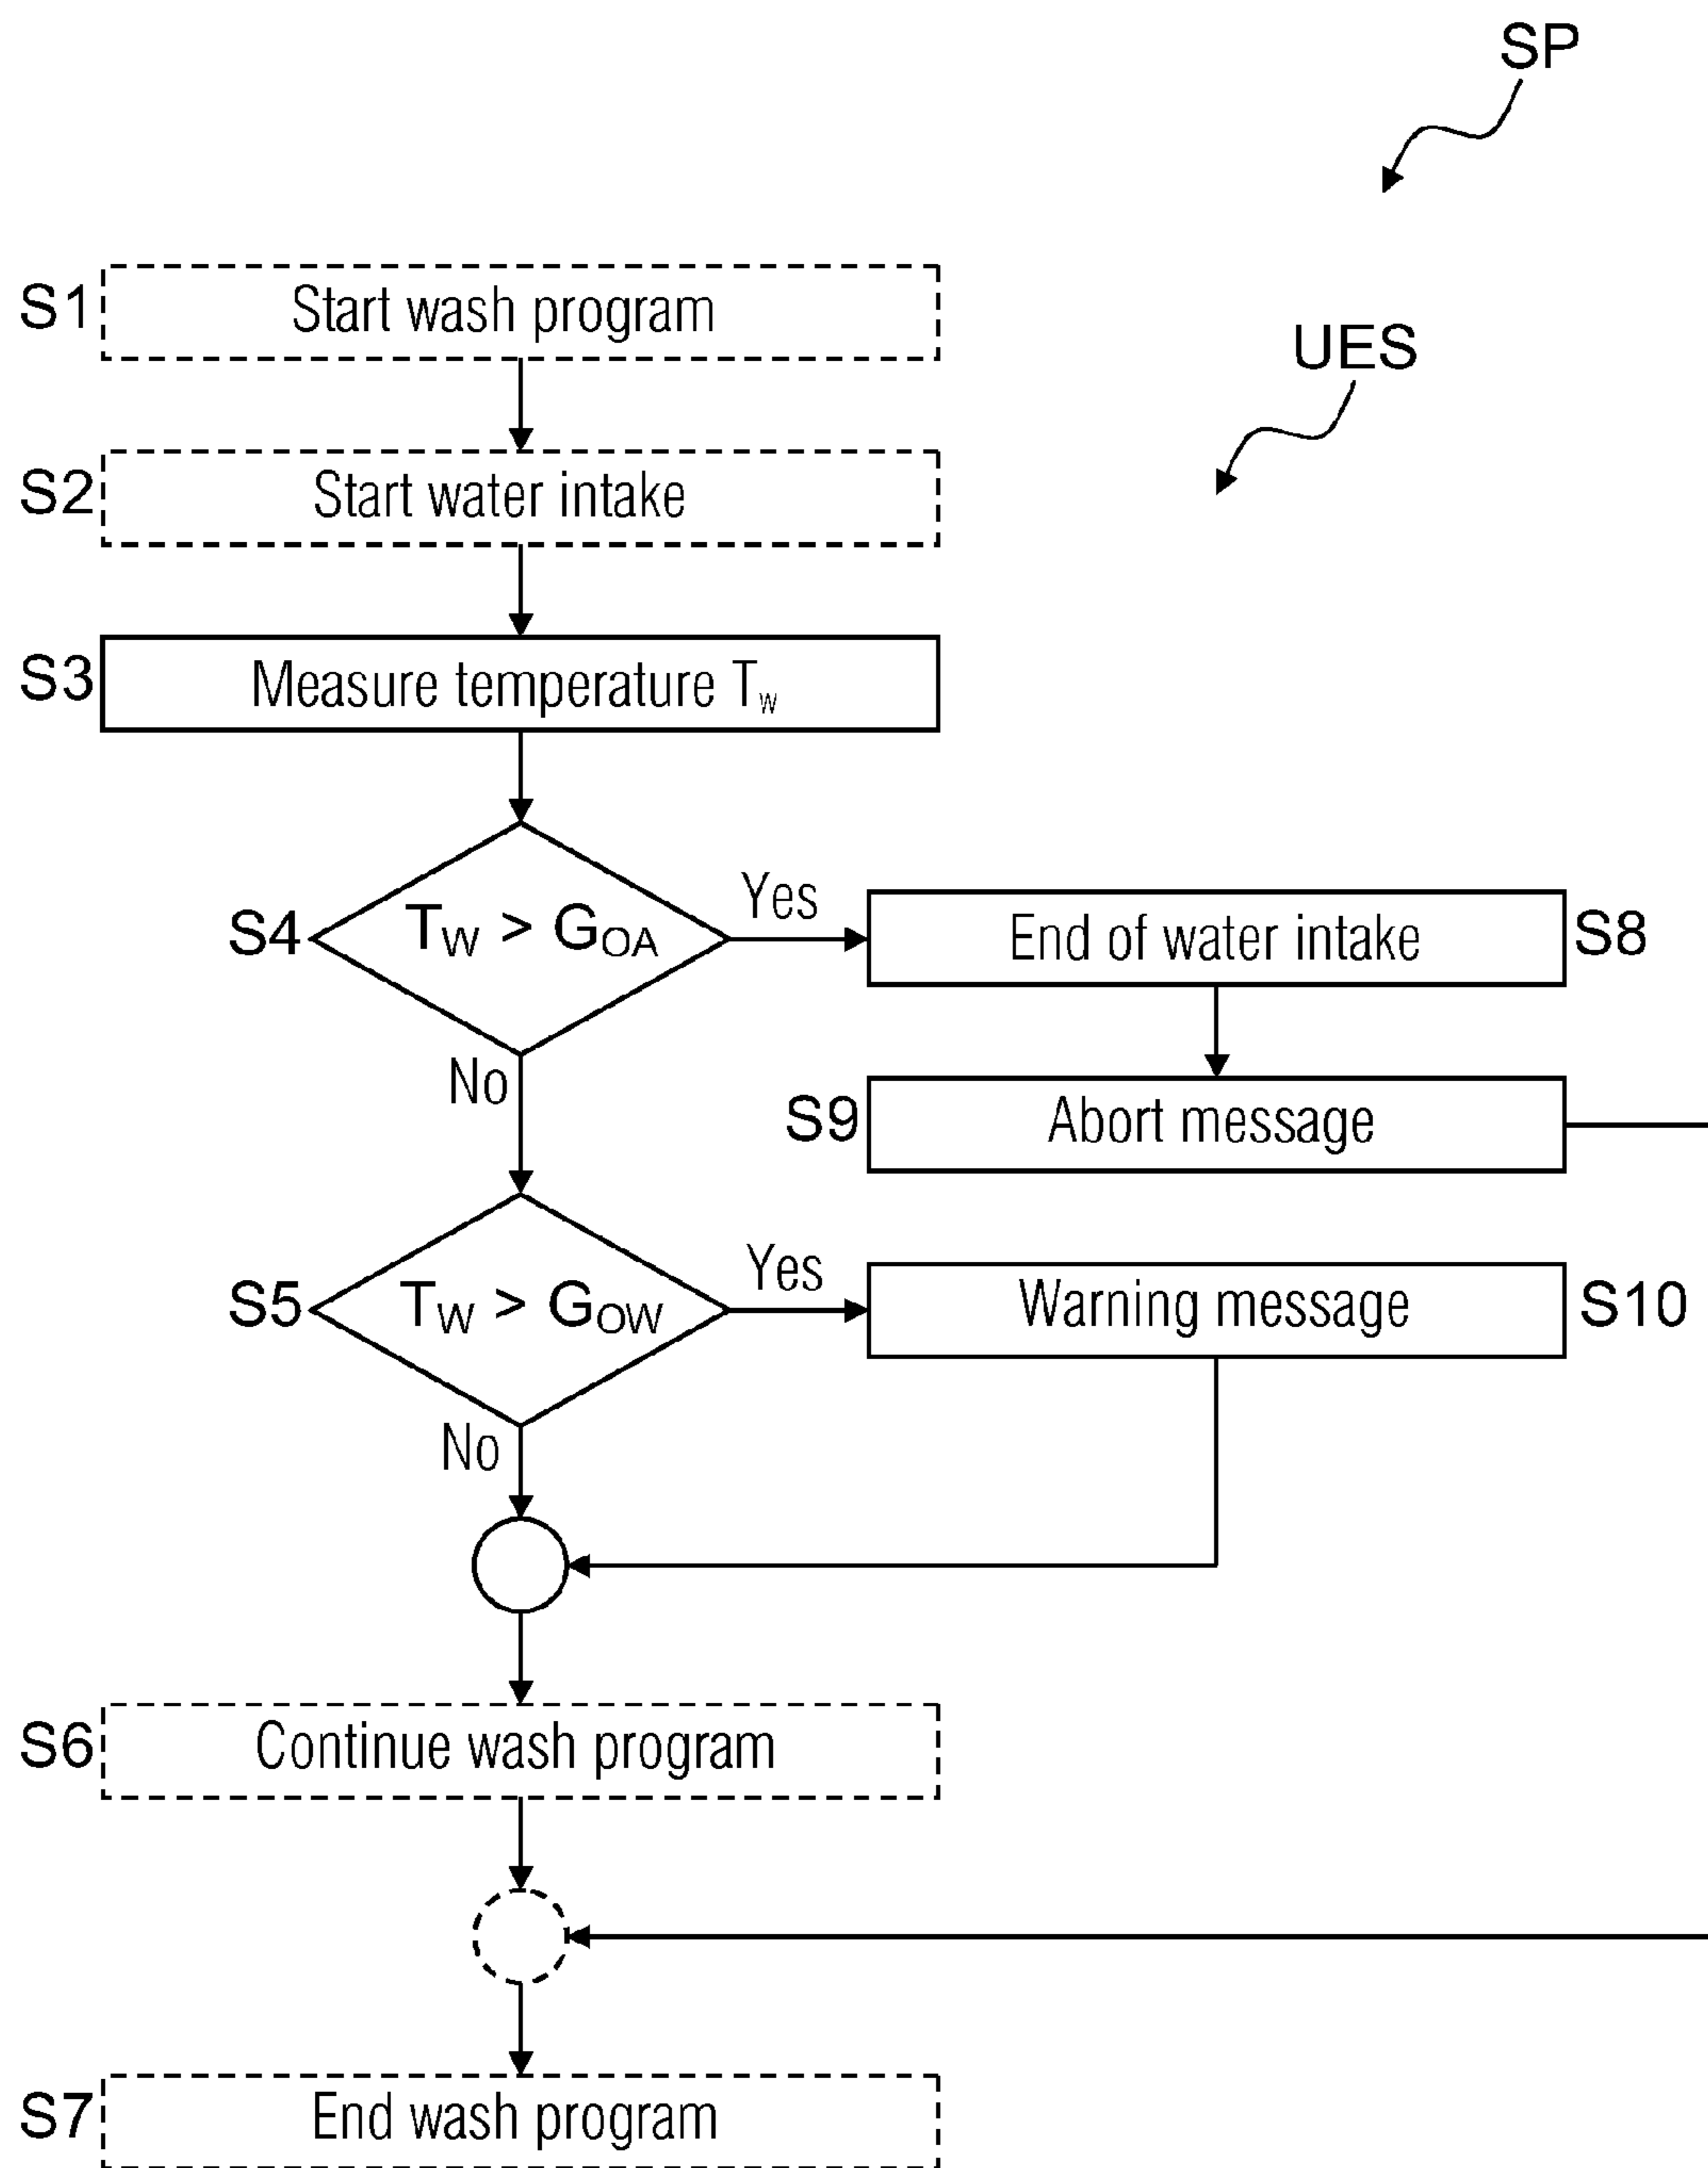 SP
S1 Start wash program
UES
S2 Start water intake
S3 Measure temperature Tw
S4 TW > GOA Yes End of water intake S8
No
S9 Abort message
S5 TW > GOW Yes Warning message S10
No
S6 Continue wash program
S7 End wash program